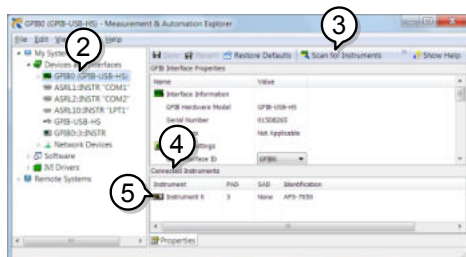 GPIB0 (GPIB-USB-HS) - Measurement & Automation Explorer
3
File Edit View Help
2
My System
Devices and Interfaces
GPIB0 (GPIB-USB-HS)
ASRL1::INSTR "COM1"
ASRL2::INSTR "COM2"
ASRL10::INSTR "LPT1"
GPIB-USB-HS
GPIB0::3::INSTR
Network Devices
Software
IVI Drivers
Remote Systems
Save Revert Restore Defaults Scan for Instruments Show Help
GPIB Interface Properties
Name Value
Interface Information
GPIB Hardware Model GPIB-USB-HS
Serial Number 01508265
Not Applicable
4
GPIB0
Connected Instruments
Instrument PAD SAD Identification
5
Instrument 0 3 None APS-7050
Properties